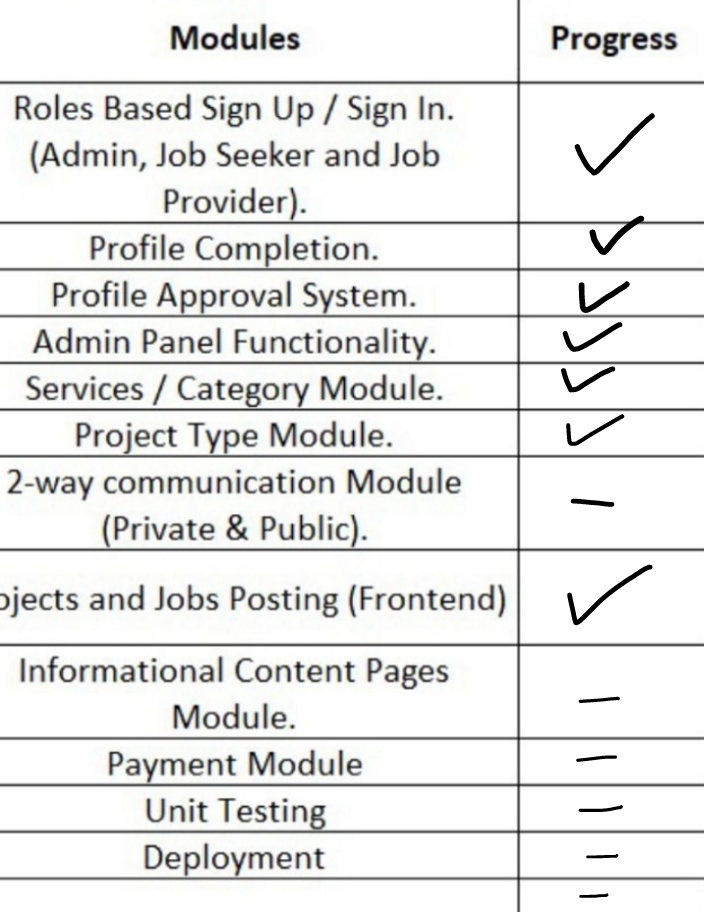 Modules Progress
Roles Based Sign Up / Sign In. ✓
(Admin, Job Seeker and Job
Provider).
Profile Completion. ✓
Profile Approval System. ✓
Admin Panel Functionality. ✓
Services / Category Module. ✓
Project Type Module. ✓
2-way communication Module –
(Private & Public).
ojects and Jobs Posting (Frontend) ✓
Informational Content Pages –
Module.
Payment Module –
Unit Testing –
Deployment –
–